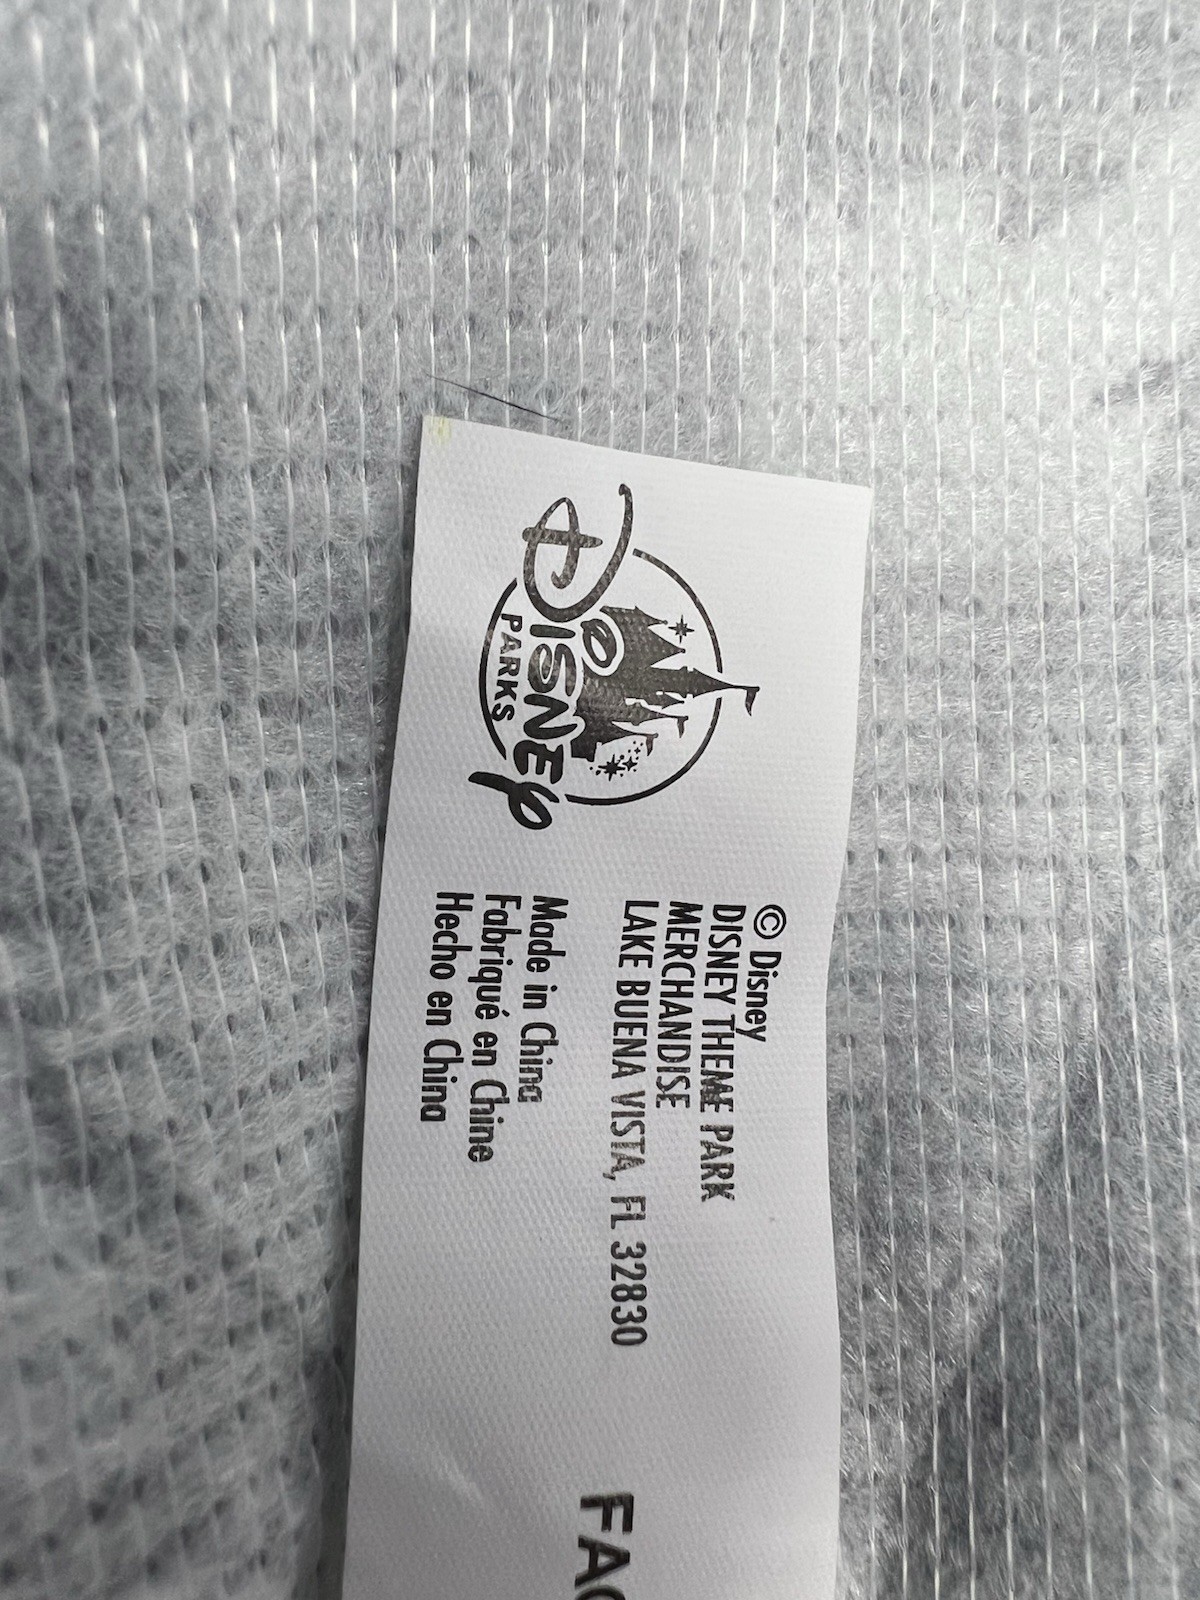 Disney
PARKS
© Disney
DISNEY THEME PARK
MERCHANDISE
LAKE BUENA VISTA, FL 32830
Made in China
Fabriqué en Chine
Hecho en China